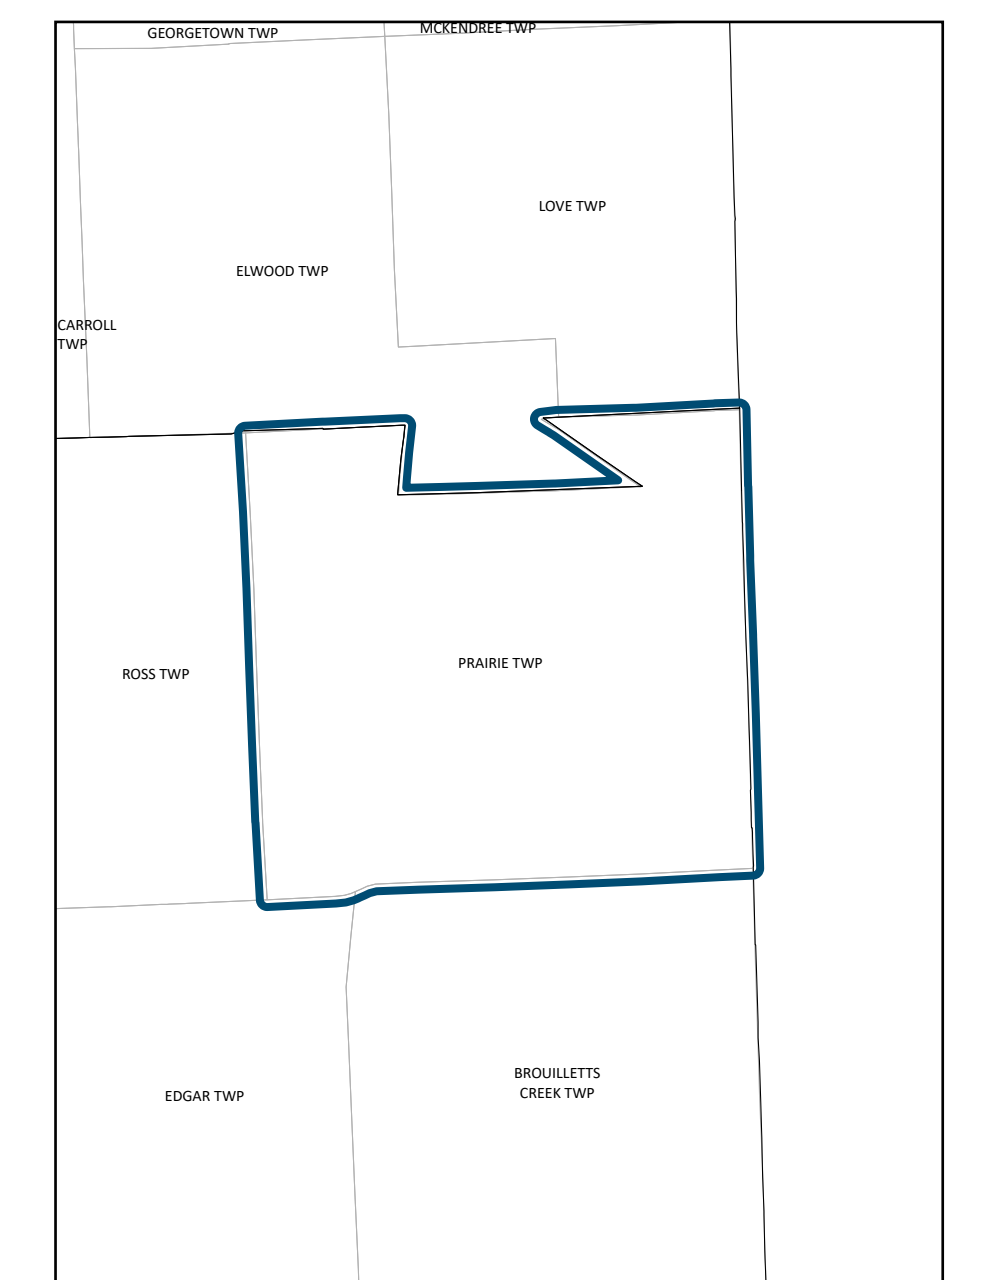 GEORGETOWN TWP
MCKENDREE TWP
LOVE TWP
ELWOOD TWP
CARROLL
TWP
PRAIRIE TWP
ROSS TWP
BROUILLETTS
CREEK TWP
EDGAR TWP